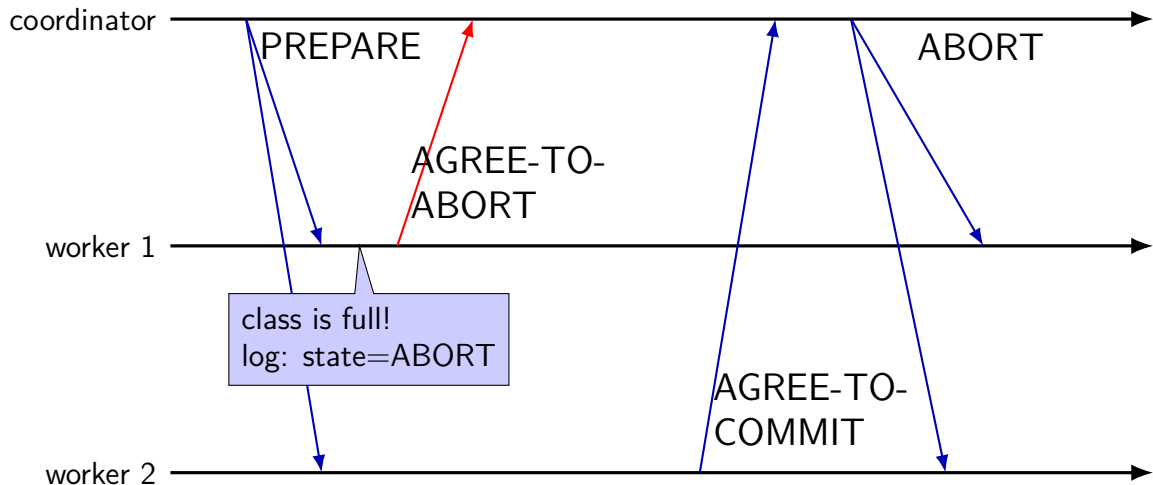 coordinator
PREPARE
ABORT
AGREE-TO-
ABORT
worker 1
class is full!
log: state=ABORT
AGREE-TO-
COMMIT
worker 2